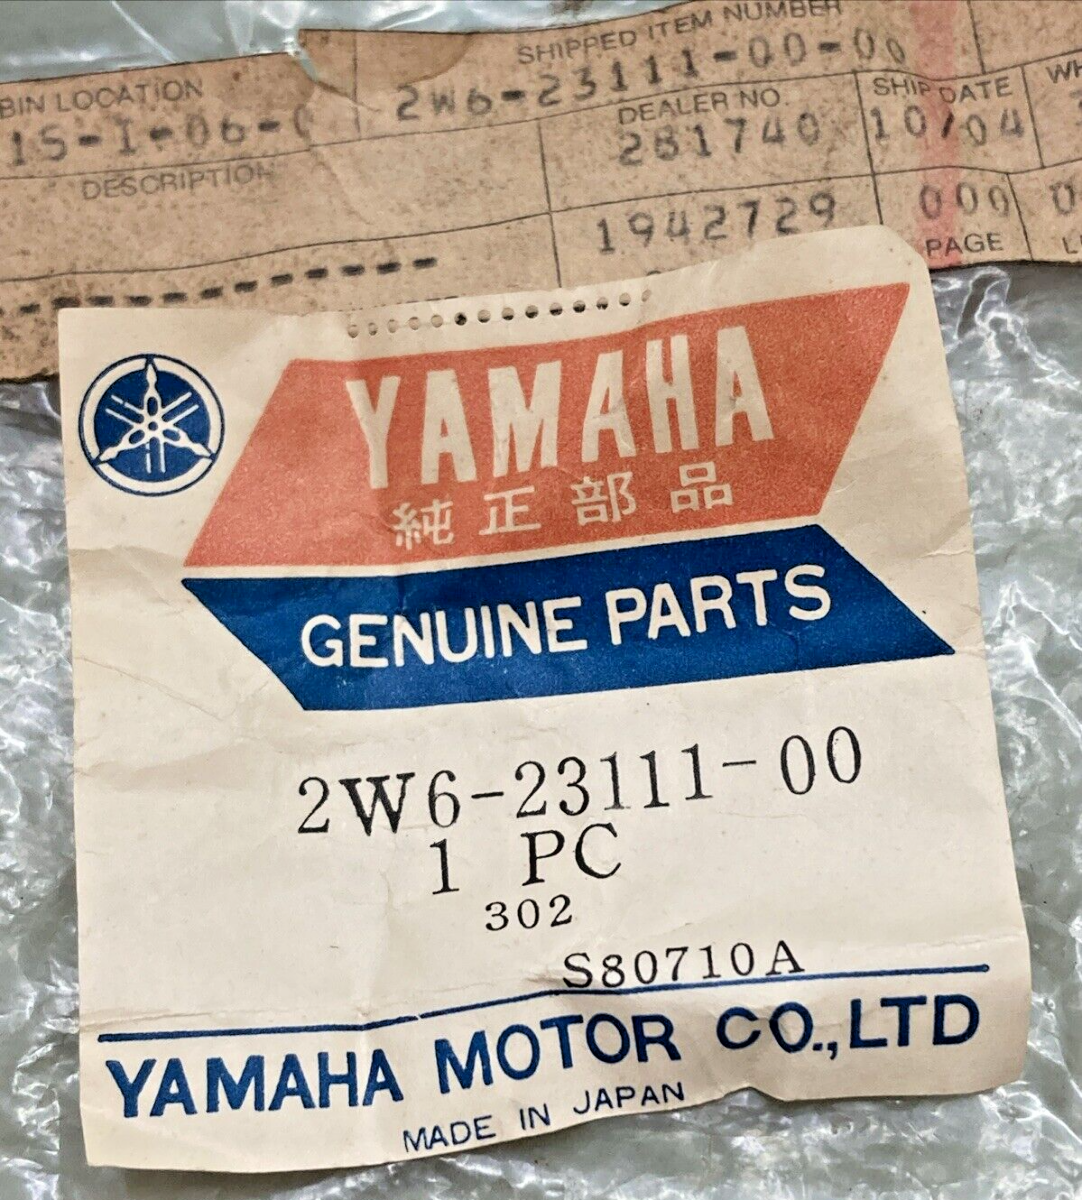 SHIPPED ITEM NUMBER
BIN LOCATION
2W6-23111-00-00
DEALER NO.
SHIP DATE
1S-I-06-
281740
10/04
DESCRIPTION
1942729
000
PAGE
YAMAHA
純正部品
GENUINE PARTS
2W6-23111-00
1 PC
302
S80710A
YAMAHA MOTOR CO.,LTD
MADE IN JAPAN